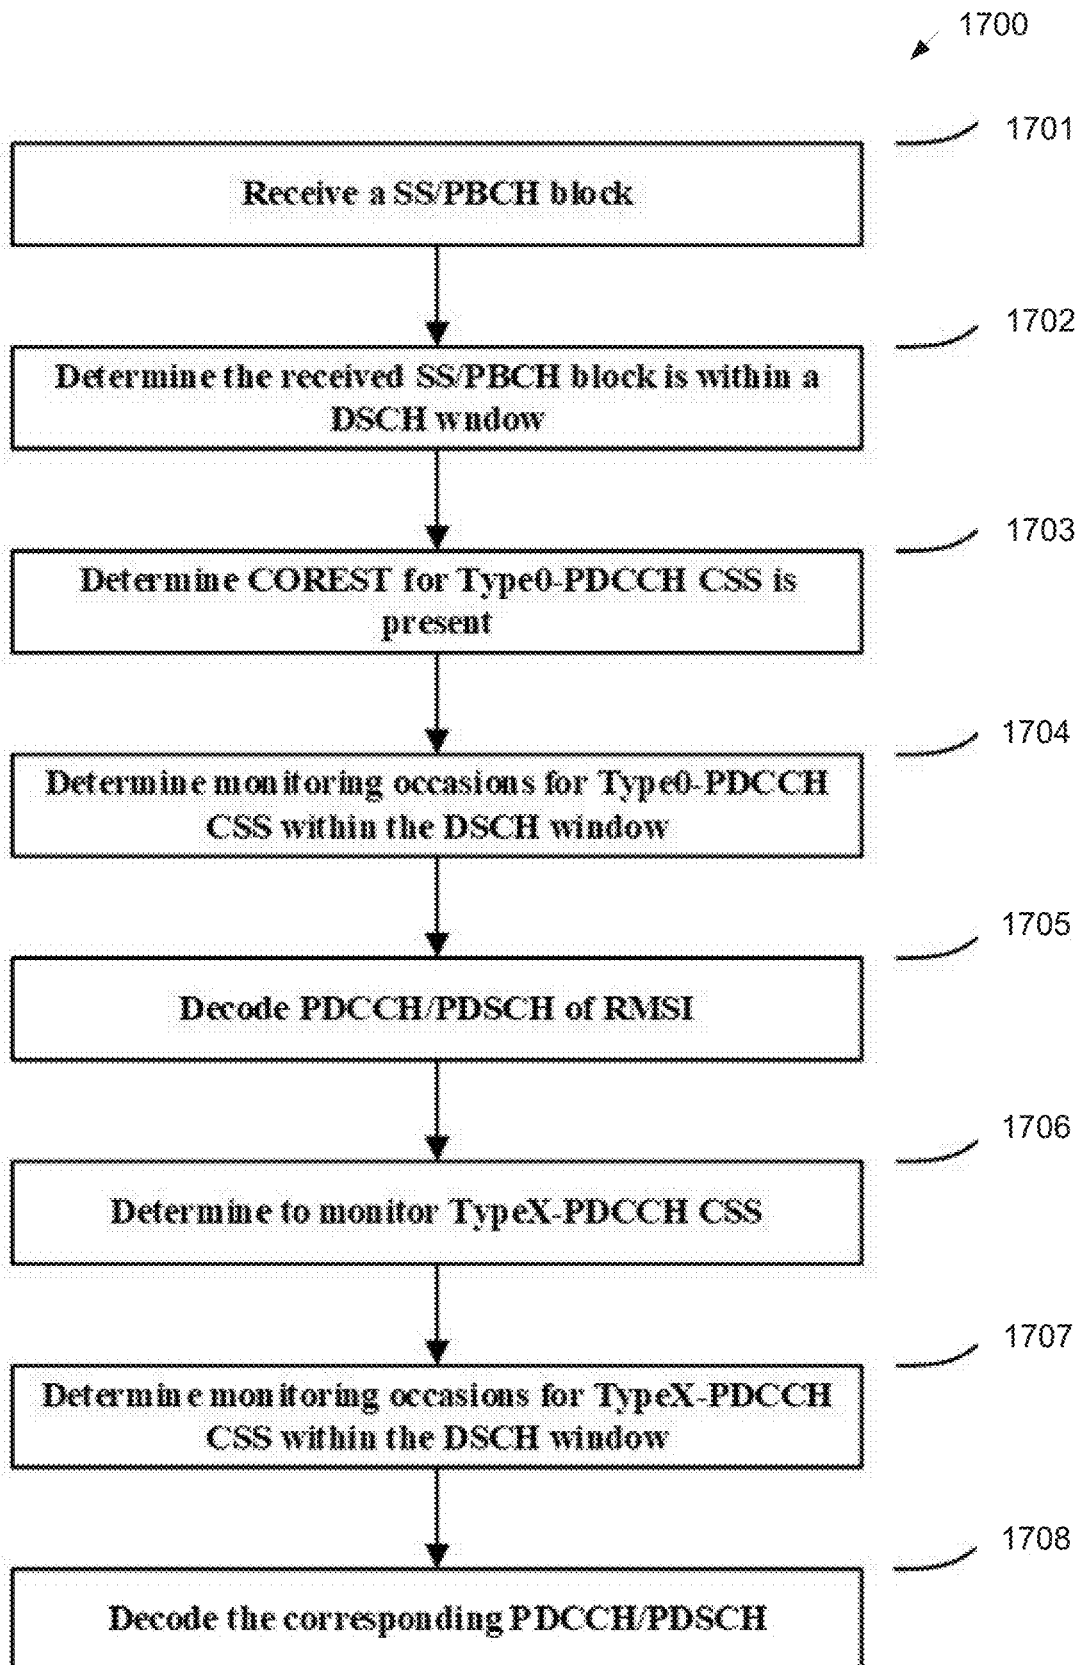 1700
1701
Receive a SS/PBCH block
1702
Determine the received SS/PBCH block is within a
DSCH wndow
1703
Determine COREST for Type0-PDCCH CSS is
present
1704
Determine monitoring occasions for Type0-PDCCH
CSS within the DSCH window
1705
Decode PDCCH/PDSCH of RMSI
1706
Determine to monitor TypeX-PDCCH CSS
1707
Determine monitoring occasions for TypeX-PDCCH
CSS within the DSCH window
1708
Decode the corresponding PDCCH/PDSCH